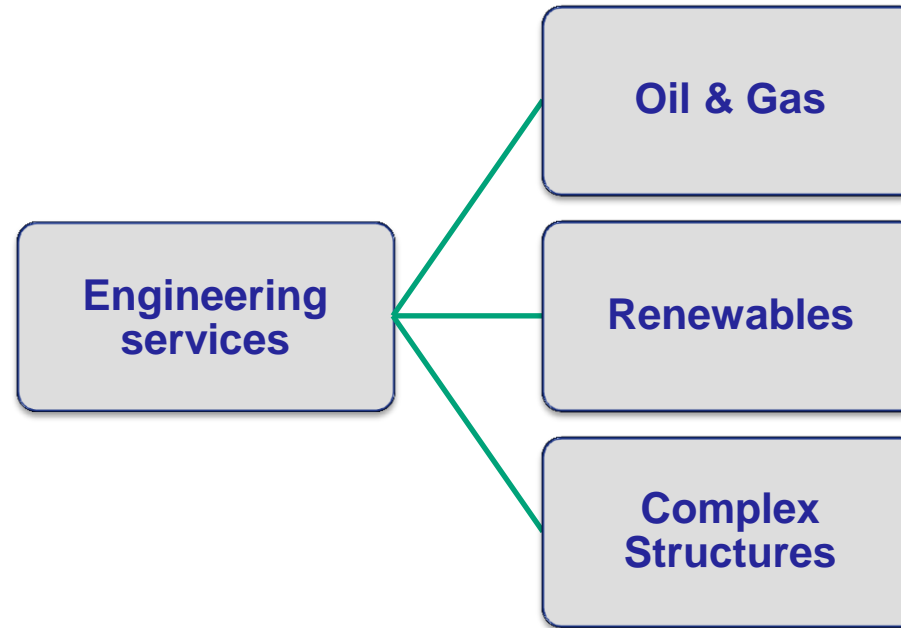 Oil & Gas
Engineering
services
Renewables
Complex
Structures